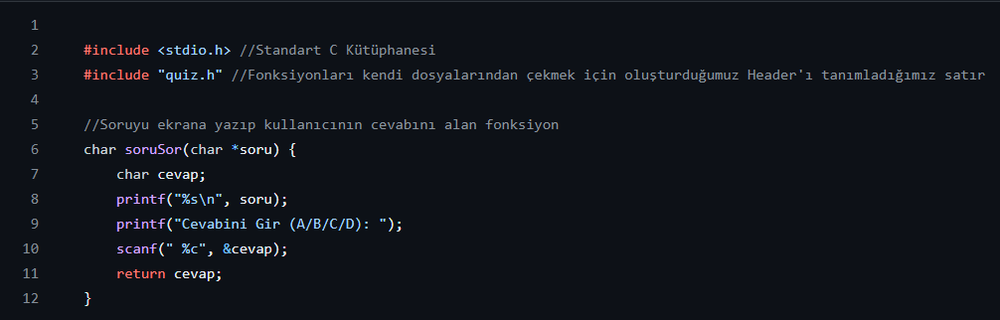 1
2 #include <stdio.h> //Standart C Kütüphanesi
3 #include "quiz.h" //Fonksiyonları kendi dosyalarından çekmek için oluşturduğumuz Header'ı tanımladığımız satır
4
5 //Soruyu ekrana yazıp kullanıcının cevabını alan fonksiyon
6 char soruSor(char *soru) {
7 char cevap;
8 printf("%s\n", soru);
9 printf("Cevabini Gir (A/B/C/D): ");
10 scanf(" %c", &cevap);
11 return cevap;
12 }